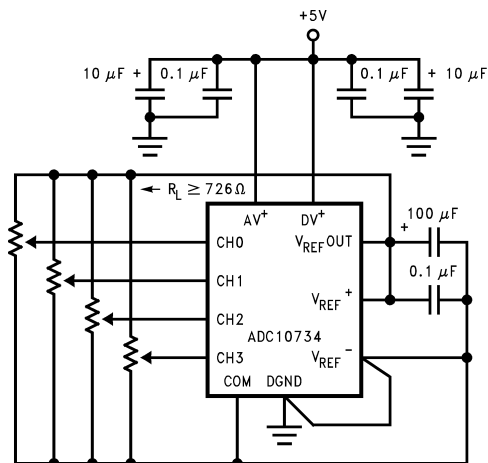 +5V
10 μF + 0.1 μF 0.1 μF + 10 μF
R_L ≥ 726Ω
AV+ DV+
+ 100 μF
CH0 V_REF OUT
0.1 μF
CH1
V_REF+
CH2
ADC10734
CH3 V_REF-
COM DGND